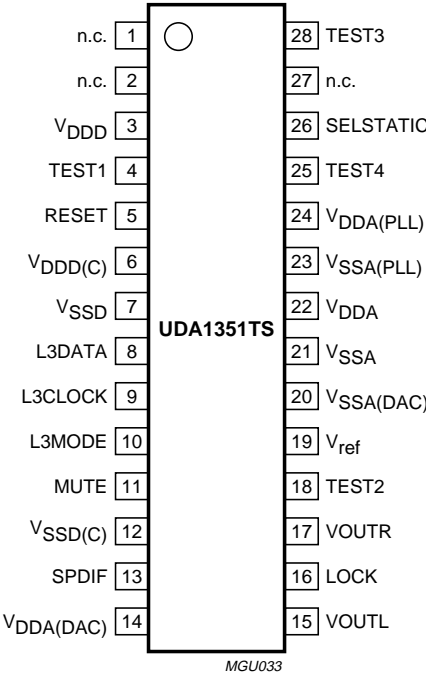 n.c. 1 28 TEST3
n.c. 2 27 n.c.
VDDD 3 26 SELSTATIC
TEST1 4 25 TEST4
RESET 5 24 VDDA(PLL)
VDDD(C) 6 23 VSSA(PLL)
VSSD 7 22 VDDA
UDA1351TS
L3DATA 8 21 VSSA
L3CLOCK 9 20 VSSA(DAC)
L3MODE 10 19 Vref
MUTE 11 18 TEST2
VSSD(C) 12 17 VOUTR
SPDIF 13 16 LOCK
VDDA(DAC) 14 15 VOUTL
MGU033